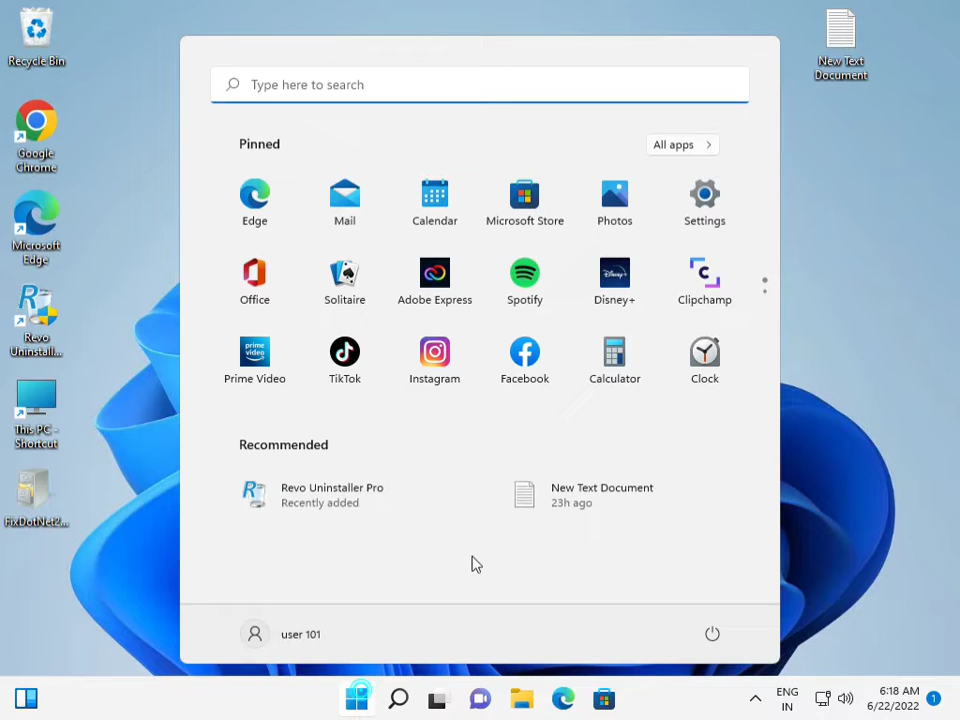 Recycle Bin
Google
Chrome
Microsoft
Edge
Revo
Uninstall...
This PC -
Shortcut
FixDotNet2...
New Text
Document
Type here to search
Pinned
All apps
Edge
Mail
Calendar
Microsoft Store
Photos
Settings
Office
Solitaire
Adobe Express
Spotify
Disney+
Clipchamp
prime
video
Prime Video
TikTok
Instagram
Facebook
Calculator
Clock
Recommended
Revo Uninstaller Pro
Recently added
New Text Document
23h ago
user 101
ENG
IN
6:18 AM
6/22/2022
1